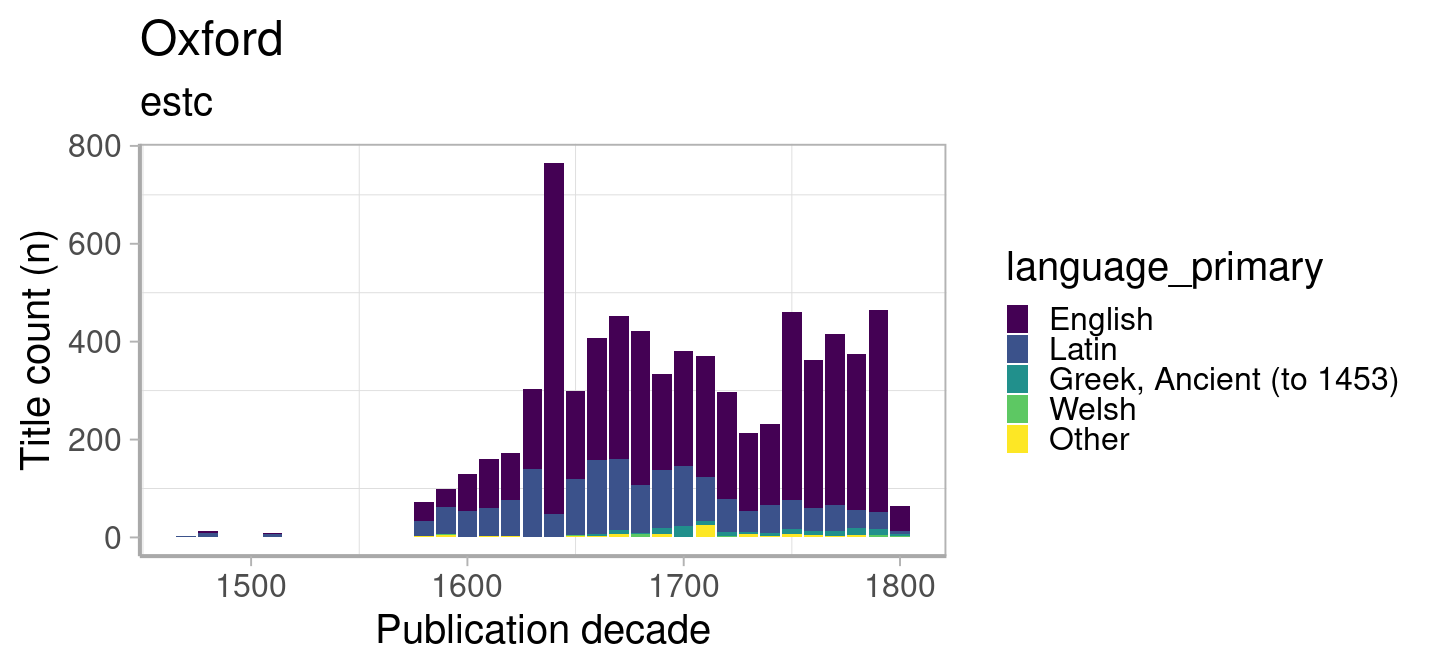 Oxford
estc
800
600
400
200
0
Title count (n)
1500 1600 1700 1800
Publication decade
language_primary
English
Latin
Greek, Ancient (to 1453)
Welsh
Other